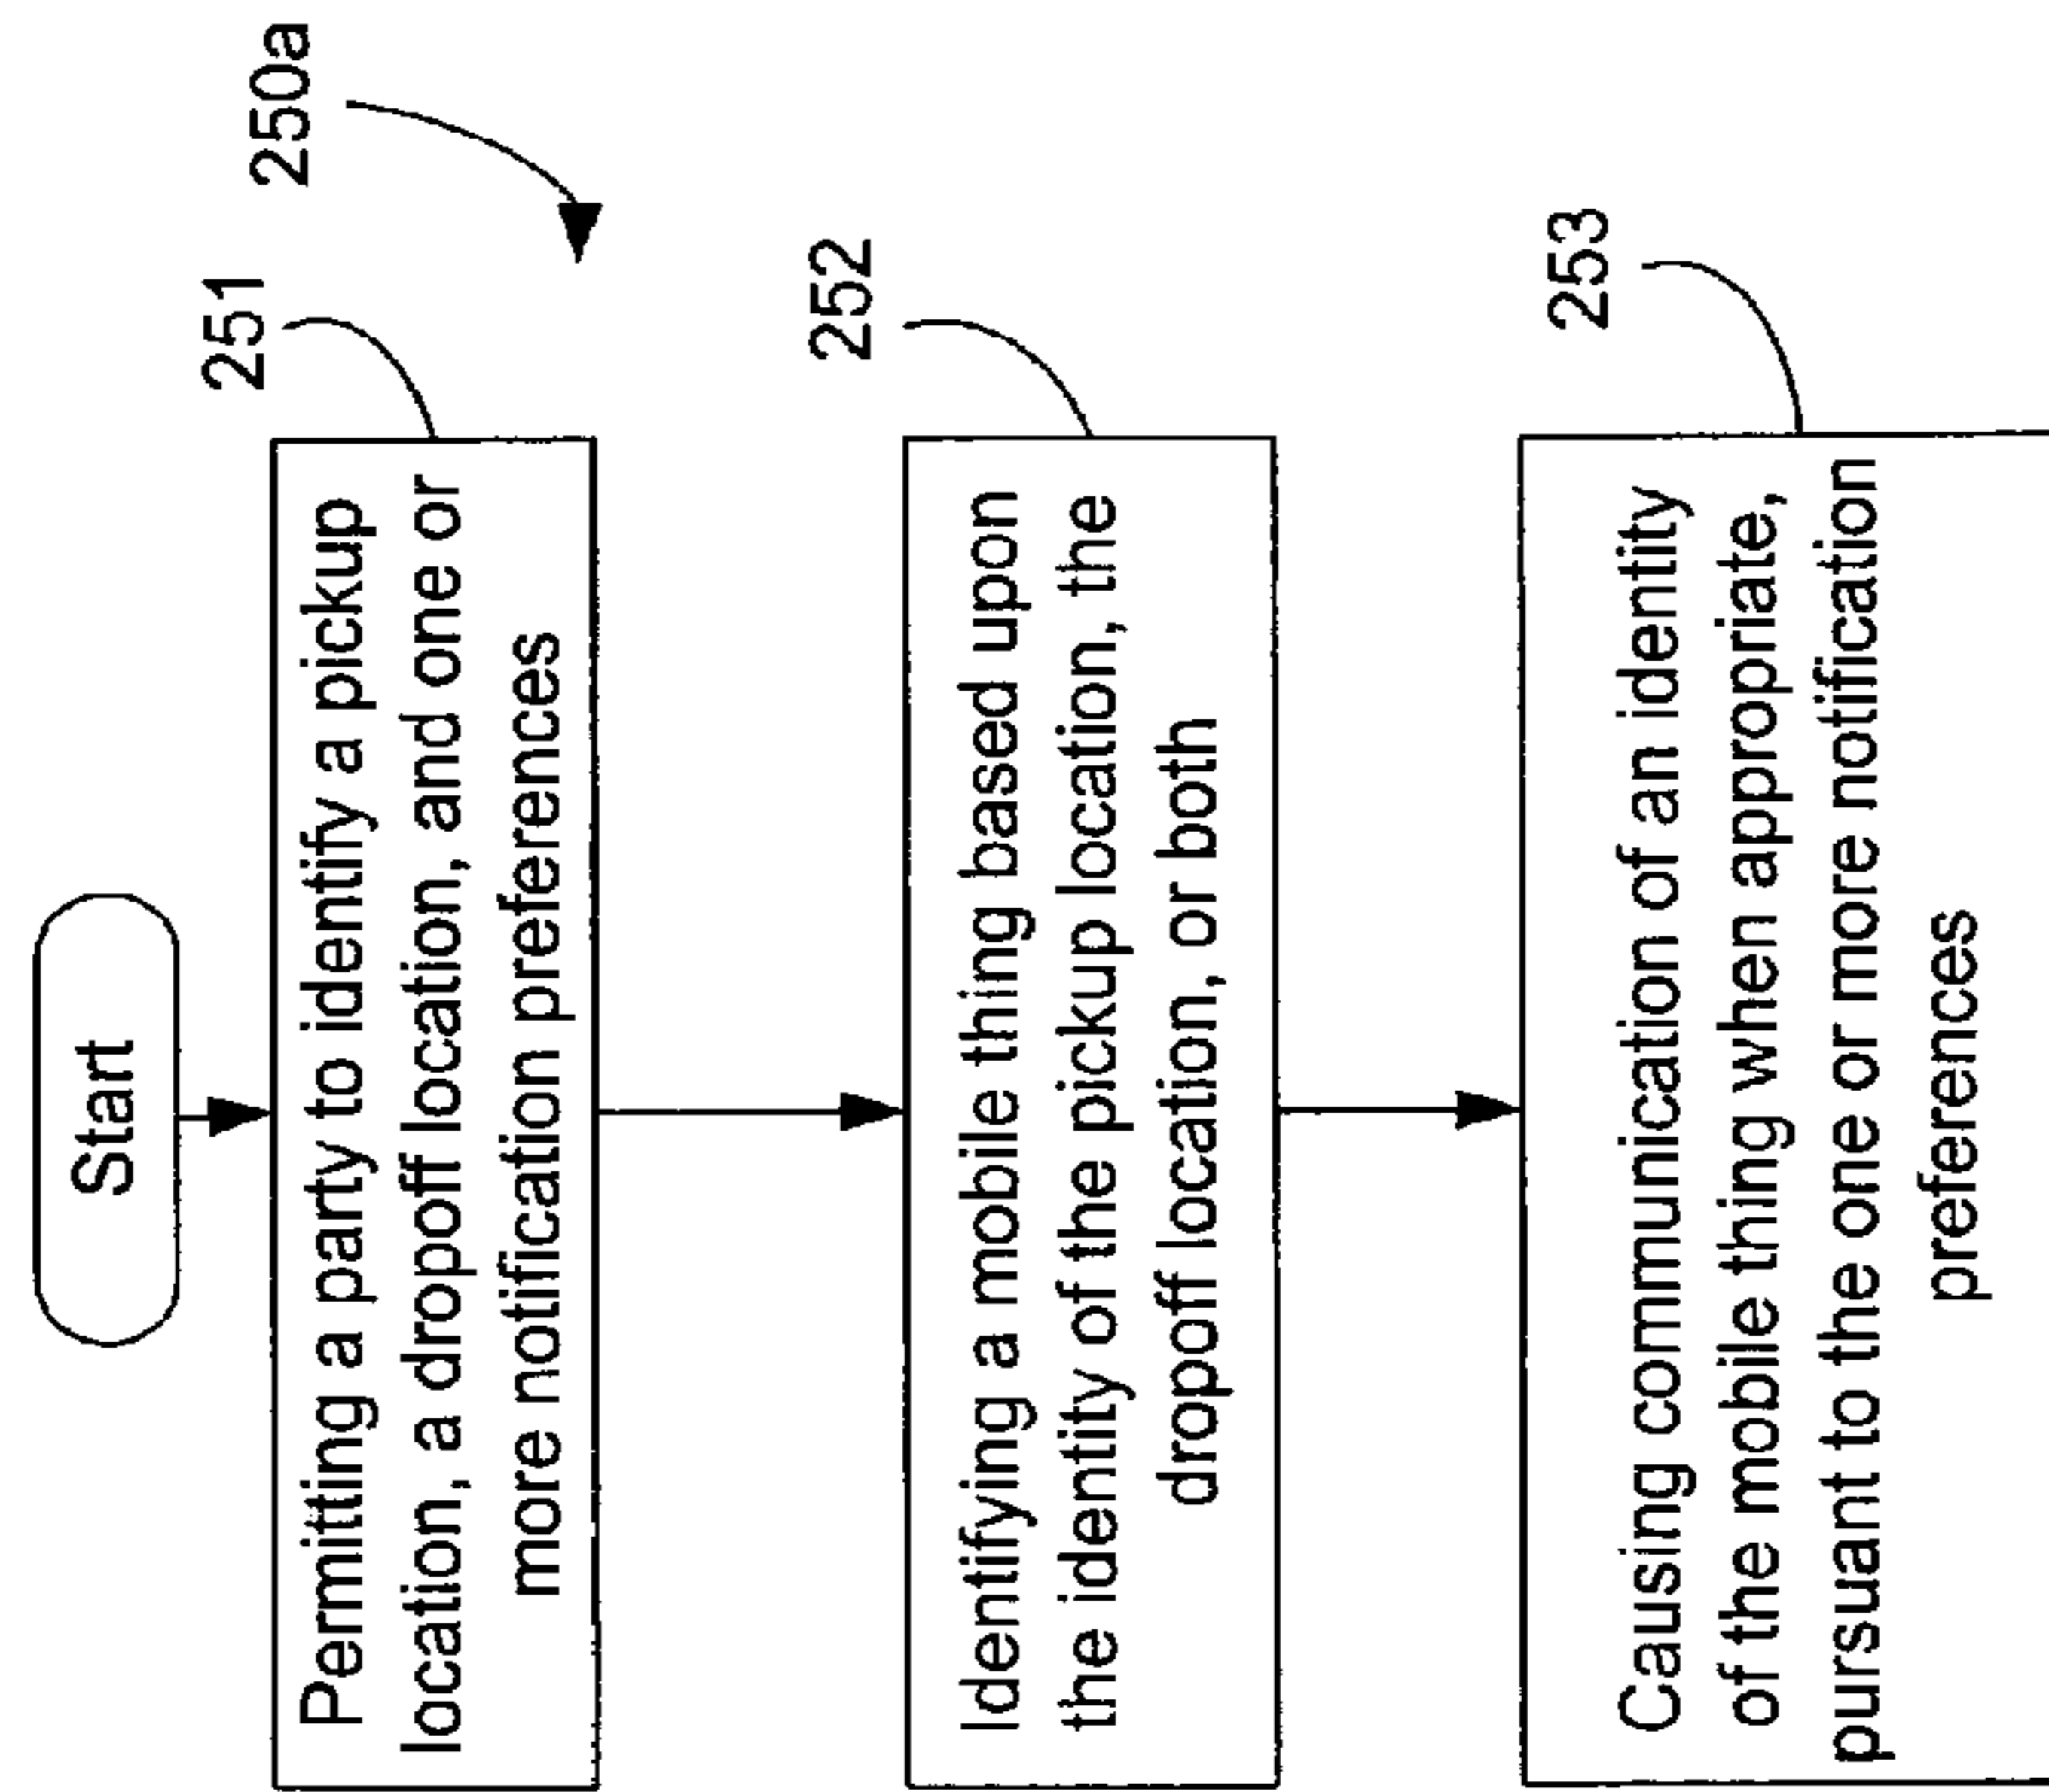 Start
250a
251
Permitting a party to identify a pickup
location, a dropoff location, and one or
more notification preferences
252
Identifying a mobile thing based upon
the identity of the pickup location, the
dropoff location, or both
253
Causing communication of an identity
of the mobile thing when appropriate,
pursuant to the one or more notification
preferences